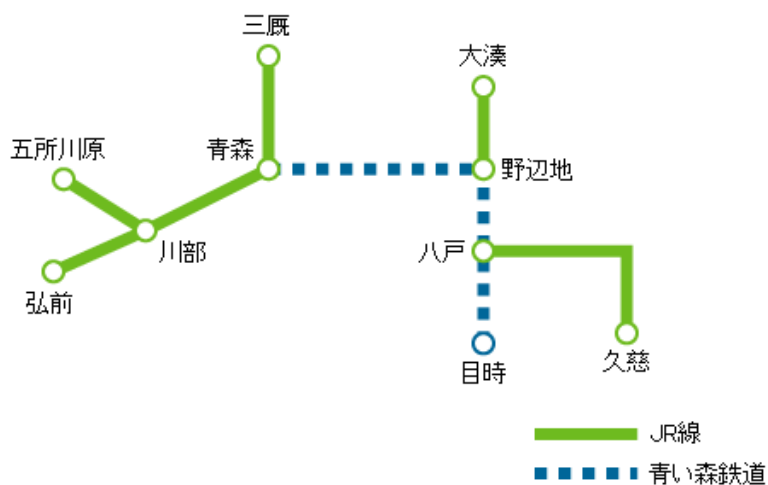 三厩
大湊
五所川原
青森
野辺地
川部
八戸
弘前
目時
久慈
JR線
青い森鉄道